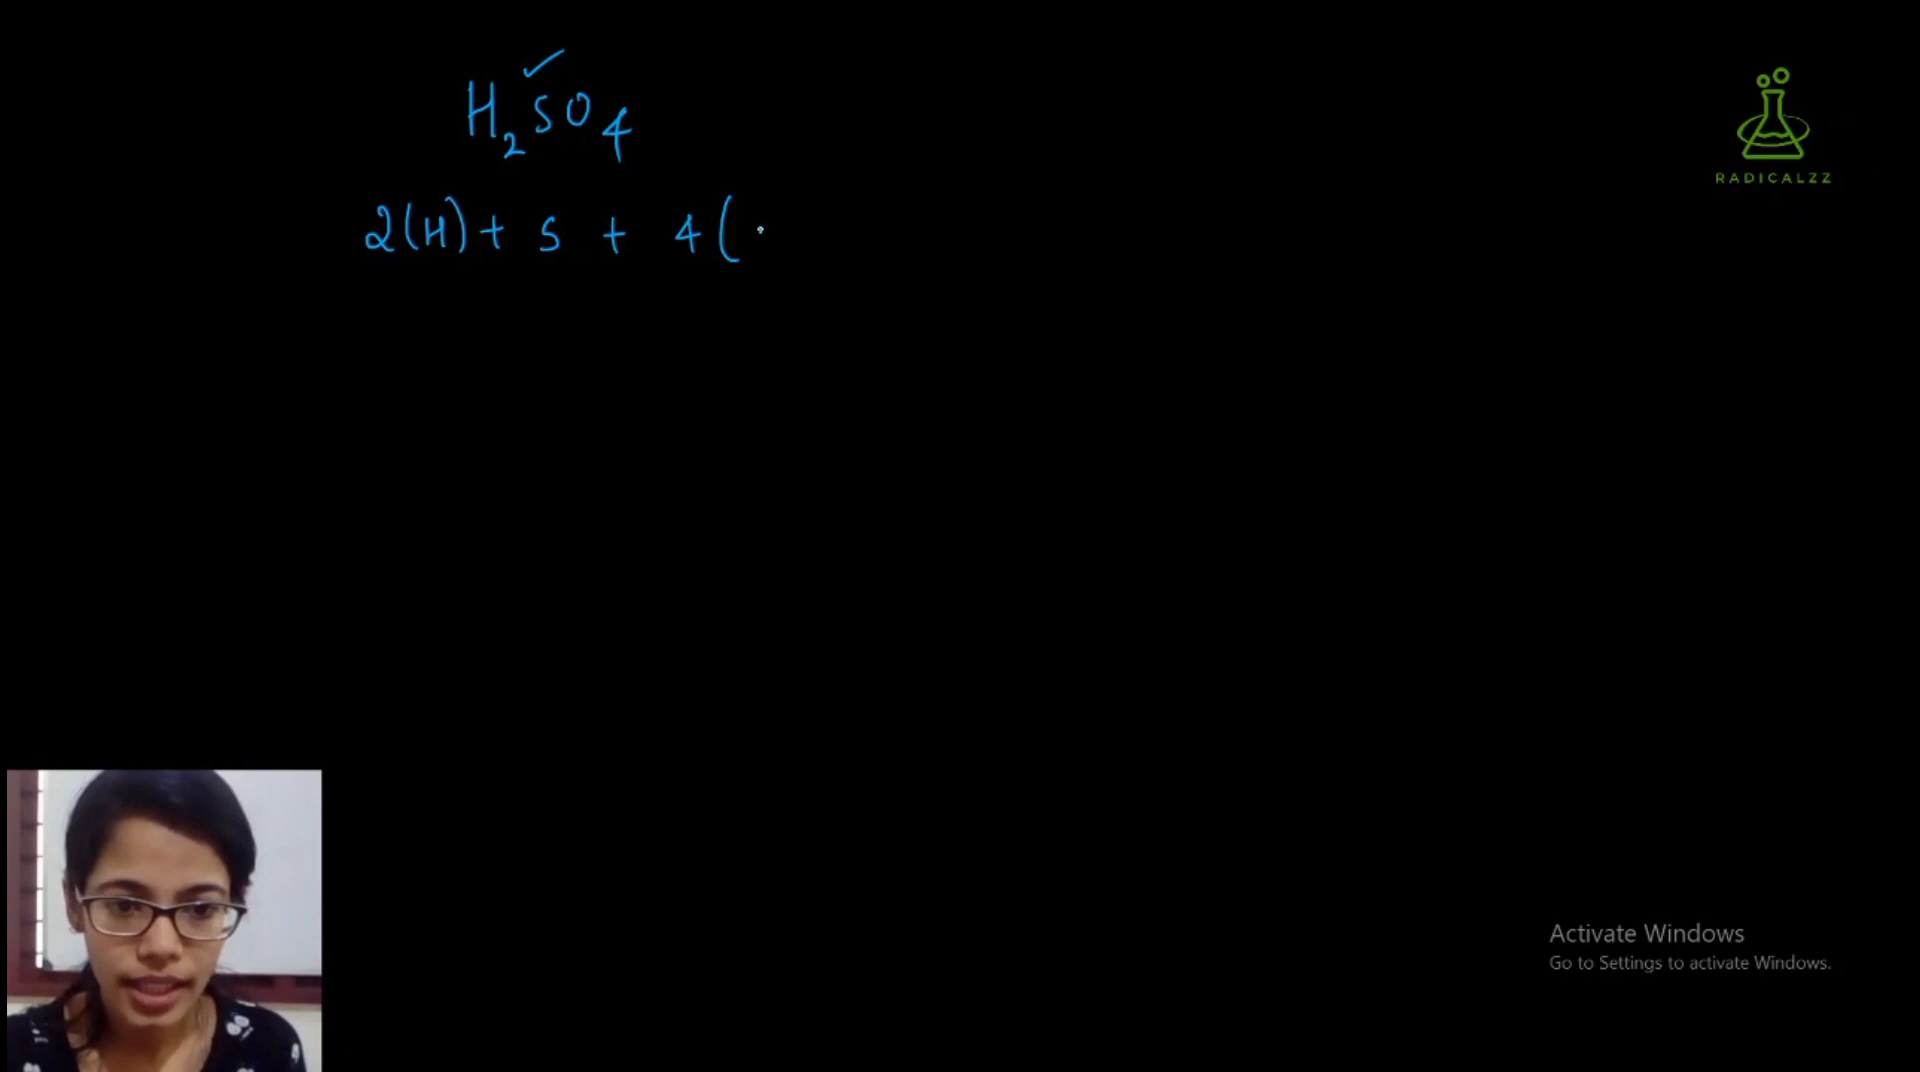 H₂SO₄
2(H) + S + 4(
RADICALZZ
Activate Windows
Go to Settings to activate Windows.